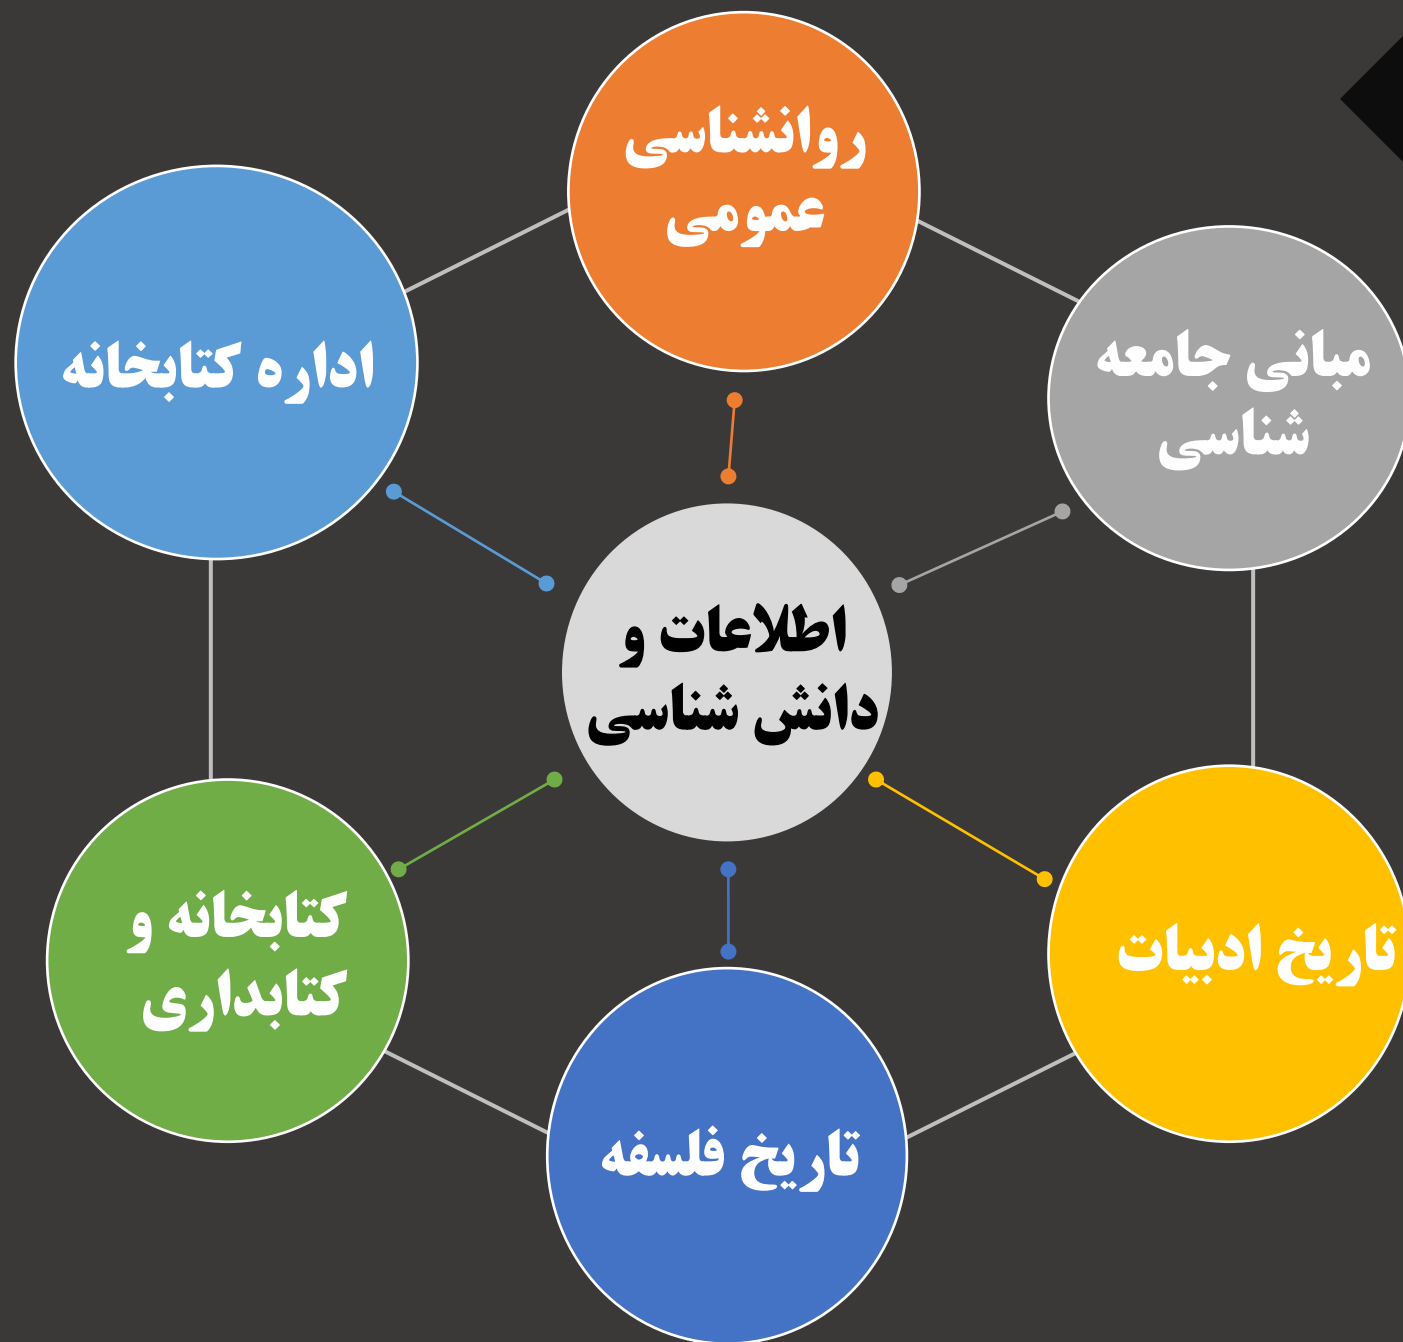 روانشناسی
عمومی
مبانی جامعه
شناسی
اداره کتابخانه
اطلاعات و
دانش شناسی
تاریخ ادبیات
کتابخانه و
کتابداری
تاریخ فلسفه